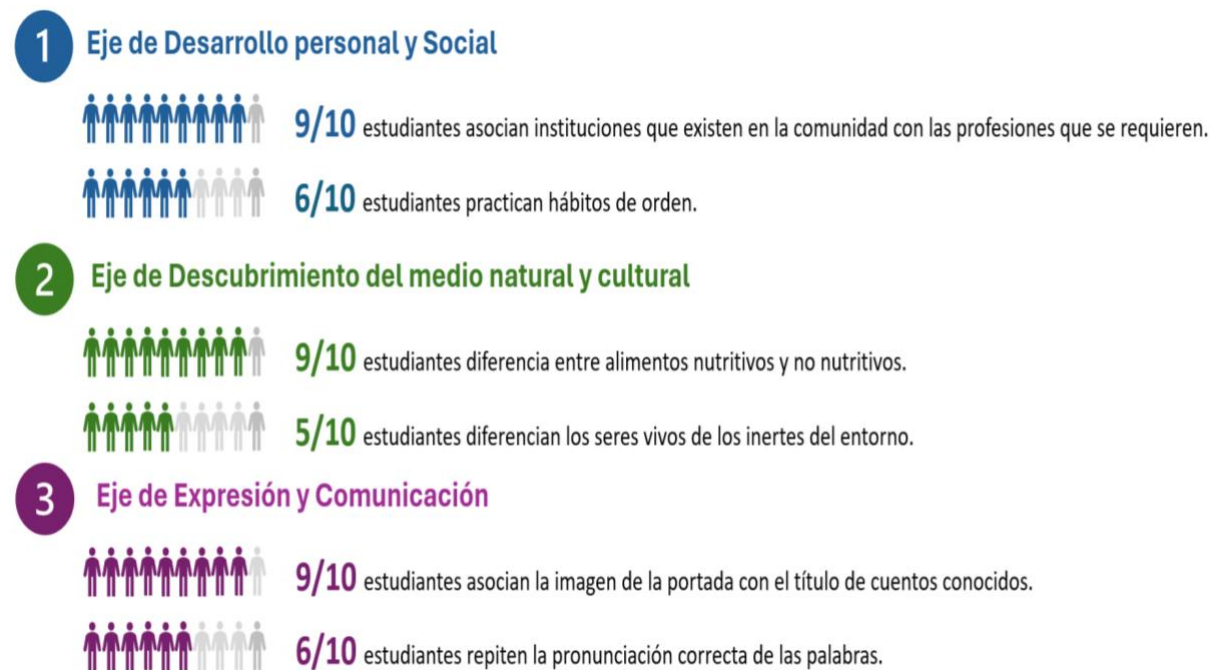 1 Eje de Desarrollo personal y Social
9/10 estudiantes asocian instituciones que existen en la comunidad con las profesiones que se requieren.
6/10 estudiantes practican hábitos de orden.
2 Eje de Descubrimiento del medio natural y cultural
9/10 estudiantes diferencia entre alimentos nutritivos y no nutritivos.
5/10 estudiantes diferencian los seres vivos de los inertes del entorno.
3 Eje de Expresión y Comunicación
9/10 estudiantes asocian la imagen de la portada con el título de cuentos conocidos.
6/10 estudiantes repiten la pronunciación correcta de las palabras.